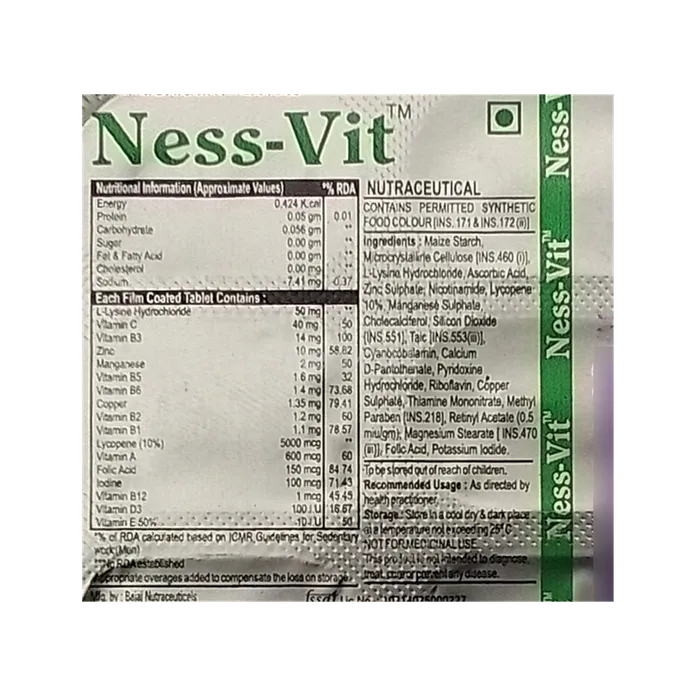 Ness-Vit™
Nutritional Information (Approximate Values) *% RDA
Energy 0.424 K.cal
Protein 0.05 gm 0.01
Carbohydrate 0.056 gm **
Sugar 0.00 gm **
Fat & Fatty Acid 0.00 gm **
Cholesterol 0.00 mg **
Sodium 7.41 mg 0.37
Each Film Coated Tablet Contains :
L-Lysine Hydrochloride 50 mg **
Vitamin C 40 mg 50
Vitamin B3 14 mg 100
Zinc 10 mg 58.82
Manganese 2 mg 50
Vitamin B5 1.6 mg 32
Vitamin B6 1.4 mg 73.68
Copper 1.35 mg 79.41
Vitamin B2 1.2 mg 60
Vitamin B1 1.1 mg 78.57
Lycopene (10%) 5000 mcg **
Vitamin A 600 mcg 60
Folic Acid 150 mcg 84.74
Iodine 100 mcg 71.43
Vitamin B12 1 mcg 45.45
Vitamin D3 100 I.U 16.67
Vitamin E 50% 10 I.U 50
*% of RDA calculated based on ICMR Guidelines for Sedentary
work (Men)
**No RDA established
Appropriate overages added to compensate the loss on storage.
Mfg. by : Bajaj Nutraceuticals
NUTRACEUTICAL
CONTAINS PERMITTED SYNTHETIC
FOOD COLOUR [INS.171 & INS.172 (iii)]
Ingredients : Maize Starch,
Microcrystalline Cellulose [INS.460 (i)],
L-Lysine Hydrochloride, Ascorbic Acid,
Zinc Sulphate, Nicotinamide, Lycopene
10%, Manganese Sulphate,
Cholecalciferol, Silicon Dioxide
[INS.551], Talc [INS.553(iii)],
Cyanocobalamin, Calcium
D-Pantothenate, Pyridoxine
Hydrochloride, Riboflavin, Copper
Sulphate, Thiamine Mononitrate, Methyl
Paraben [INS.218], Retinyl Acetate (0.5
miu/gm), Magnesium Stearate [ INS.470
(iii)], Folic Acid, Potassium Iodide.
To be stored out of reach of children.
Recommended Usage : As directed by
health practitioner.
Storage : Store in a cool dry & dark place
at a temperature not exceeding 25° C
NOT FOR MEDICINAL USE
This product is not intended to diagnose,
treat, cure or prevent any disease.
fssai Lic No.
Ness-Vit™
Ness-Vit™
Ness-V